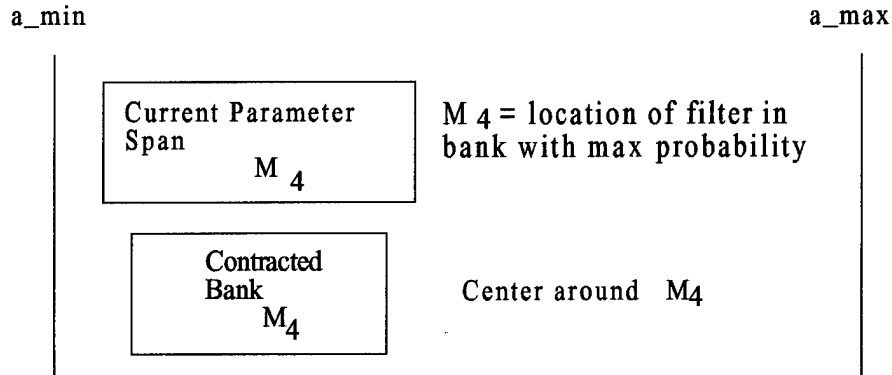 a_min a_max
Current Parameter
Span
M 4
M 4 = location of filter in
bank with max probability
Contracted
Bank
M4
Center around M4